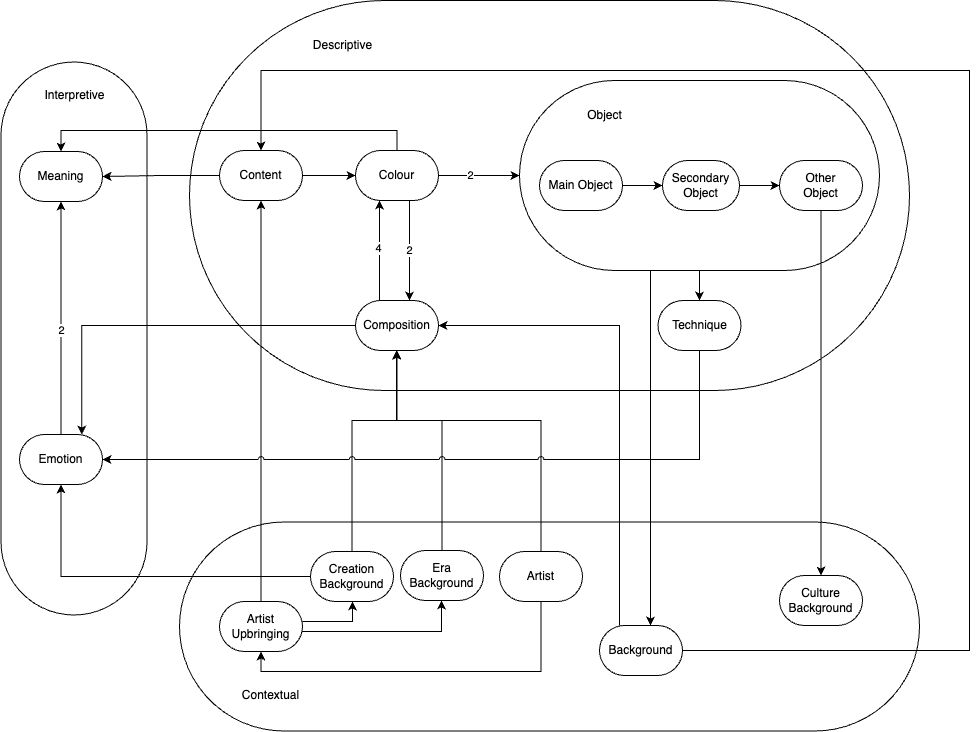 Descriptive
Interpretive
Object
Meaning
Content
Colour
2
Main Object
Secondary
Object
Other
Object
4
2
Composition
Technique
2
Emotion
Creation
Background
Era
Background
Artist
Culture
Background
Artist
Upbringing
Background
Contextual